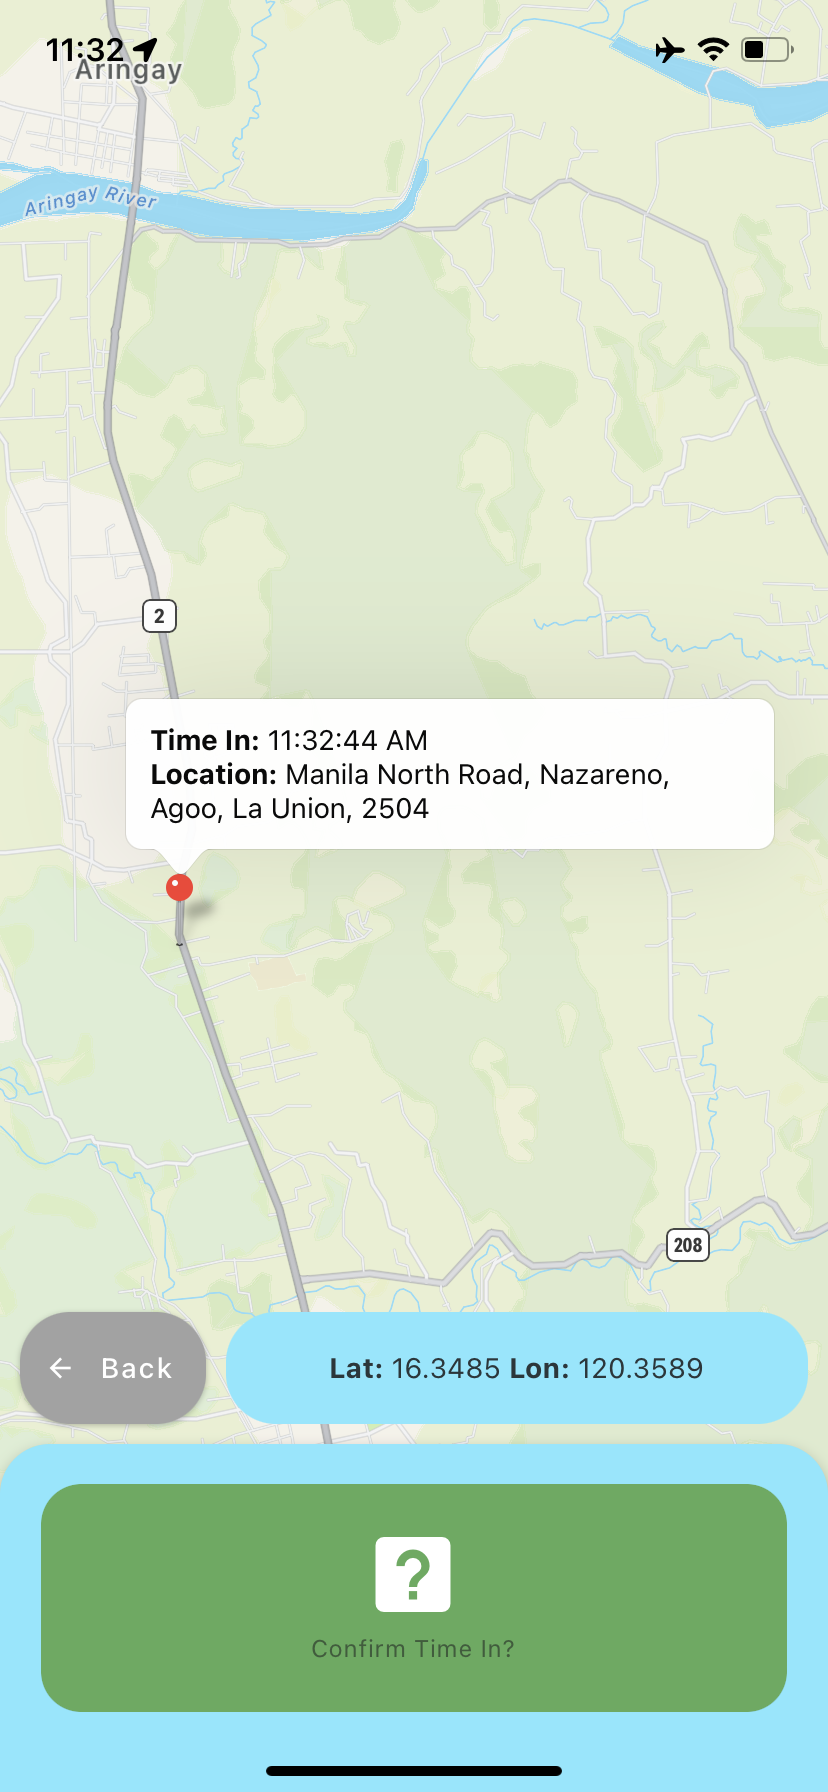 11:32
Aringay
Aringay River
2
Time In: 11:32:44 AM
Location: Manila North Road, Nazareno,
Agoo, La Union, 2504
208
← Back
Lat: 16.3485 Lon: 120.3589
?
Confirm Time In?